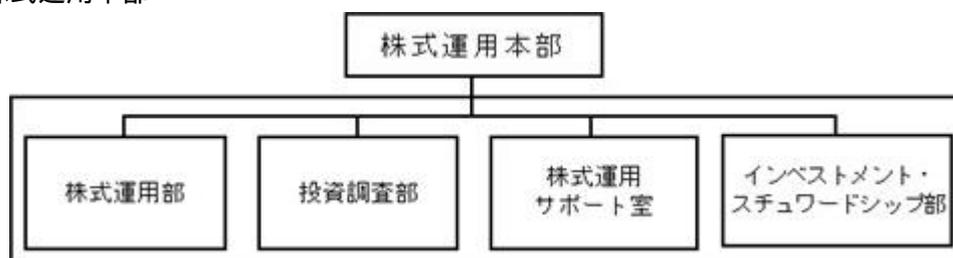 株式運用本部
株式運用部
投資調査部
株式運用
サポート室
インベストメント・
スチュワードシップ部